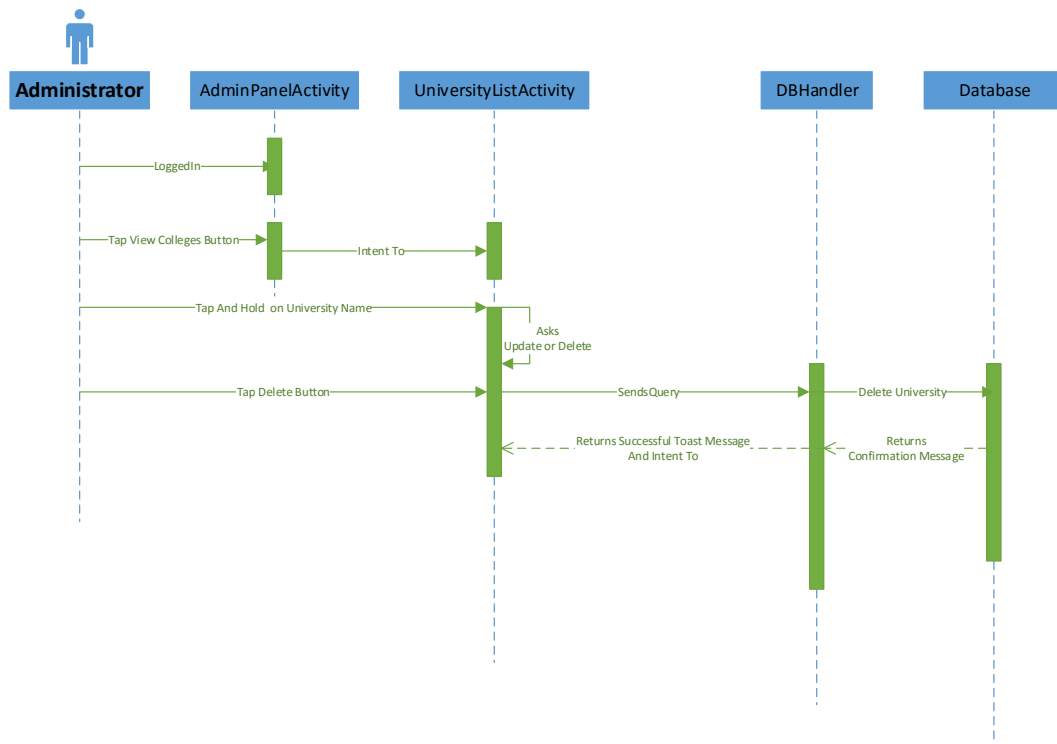 Administrator
AdminPanelActivity
UniversityListActivity
DBHandler
Database
LoggedIn
Tap View Colleges Button
Intent To
Tap And Hold  on University Name
Asks
Update or Delete
Tap Delete Button
SendsQuery
Delete University
Returns Successful Toast Message
And Intent To
Returns
Confirmation Message